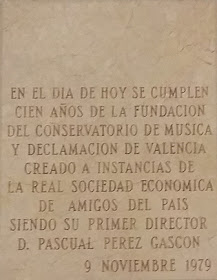 EN EL DIA DE HOY SE CUMPLEN
CIEN AÑOS DE LA FUNDACION
DEL CONSERVATORIO DE MUSICA
Y DECLAMACION DE VALENCIA
CREADO A INSTANCIAS DE
LA REAL SOCIEDAD ECONOMICA
DE AMIGOS DEL PAIS
SIENDO SU PRIMER DIRECTOR
D. PASCUAL PEREZ GASCON
9 NOVIEMBRE 1979